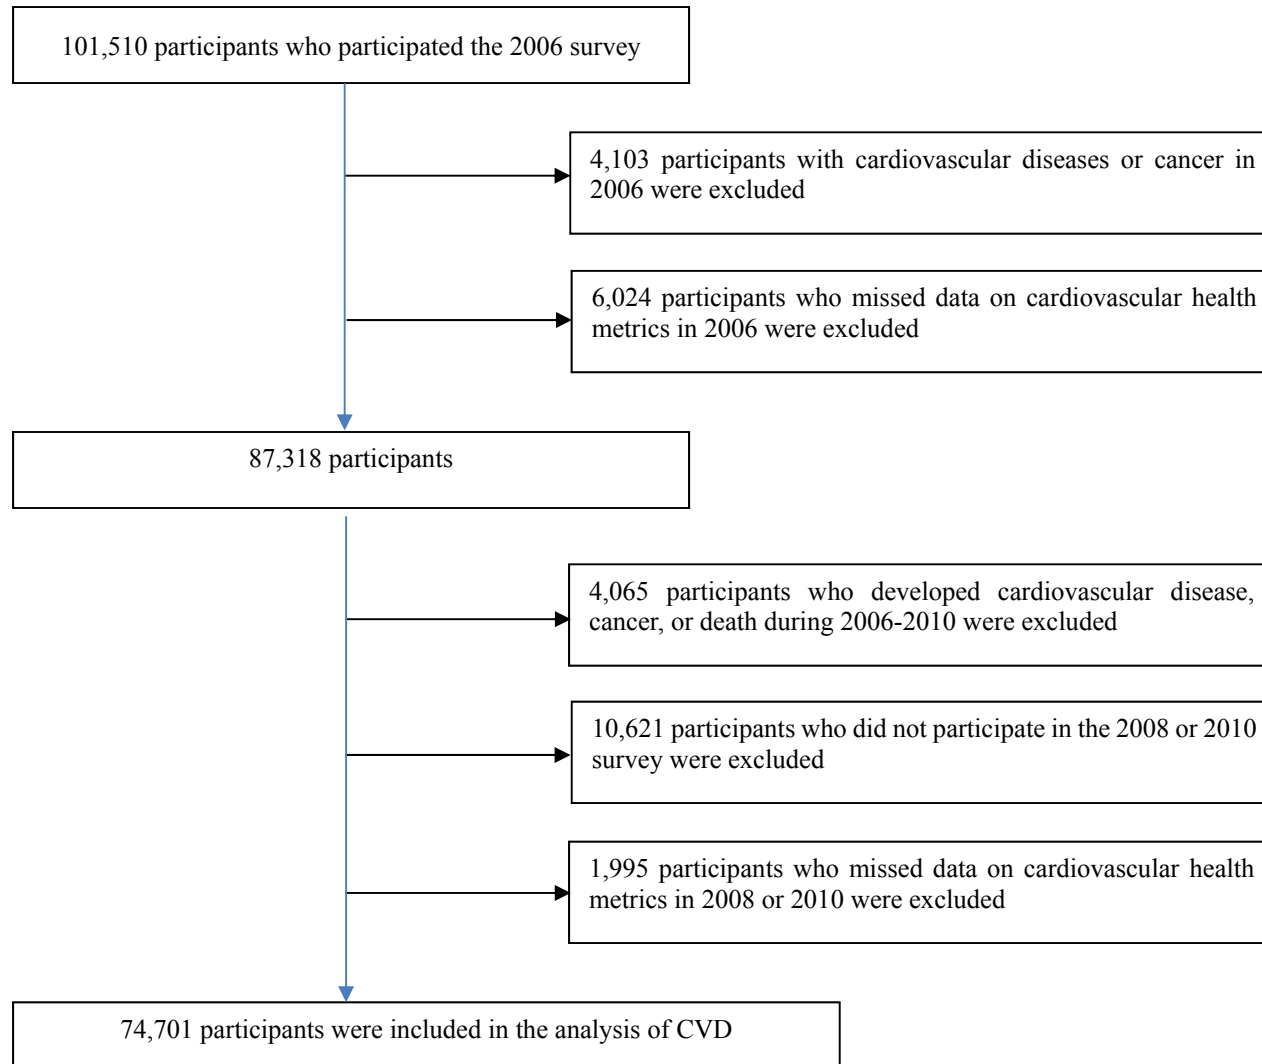 101,510 participants who participated the 2006 survey
4,103 participants with cardiovascular diseases or cancer in
2006 were excluded
6,024 participants who missed data on cardiovascular health
metrics in 2006 were excluded
87,318 participants
4,065 participants who developed cardiovascular disease,
cancer, or death during 2006-2010 were excluded
10,621 participants who did not participate in the 2008 or 2010
survey were excluded
1,995 participants who missed data on cardiovascular health
metrics in 2008 or 2010 were excluded
74,701 participants were included in the analysis of CVD